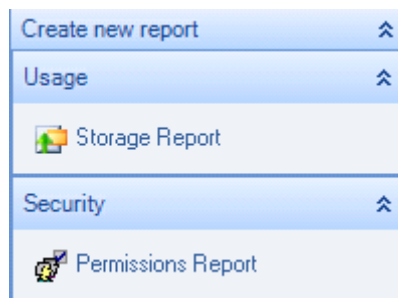 Create new report
Usage
Storage Report
Security
Permissions Report